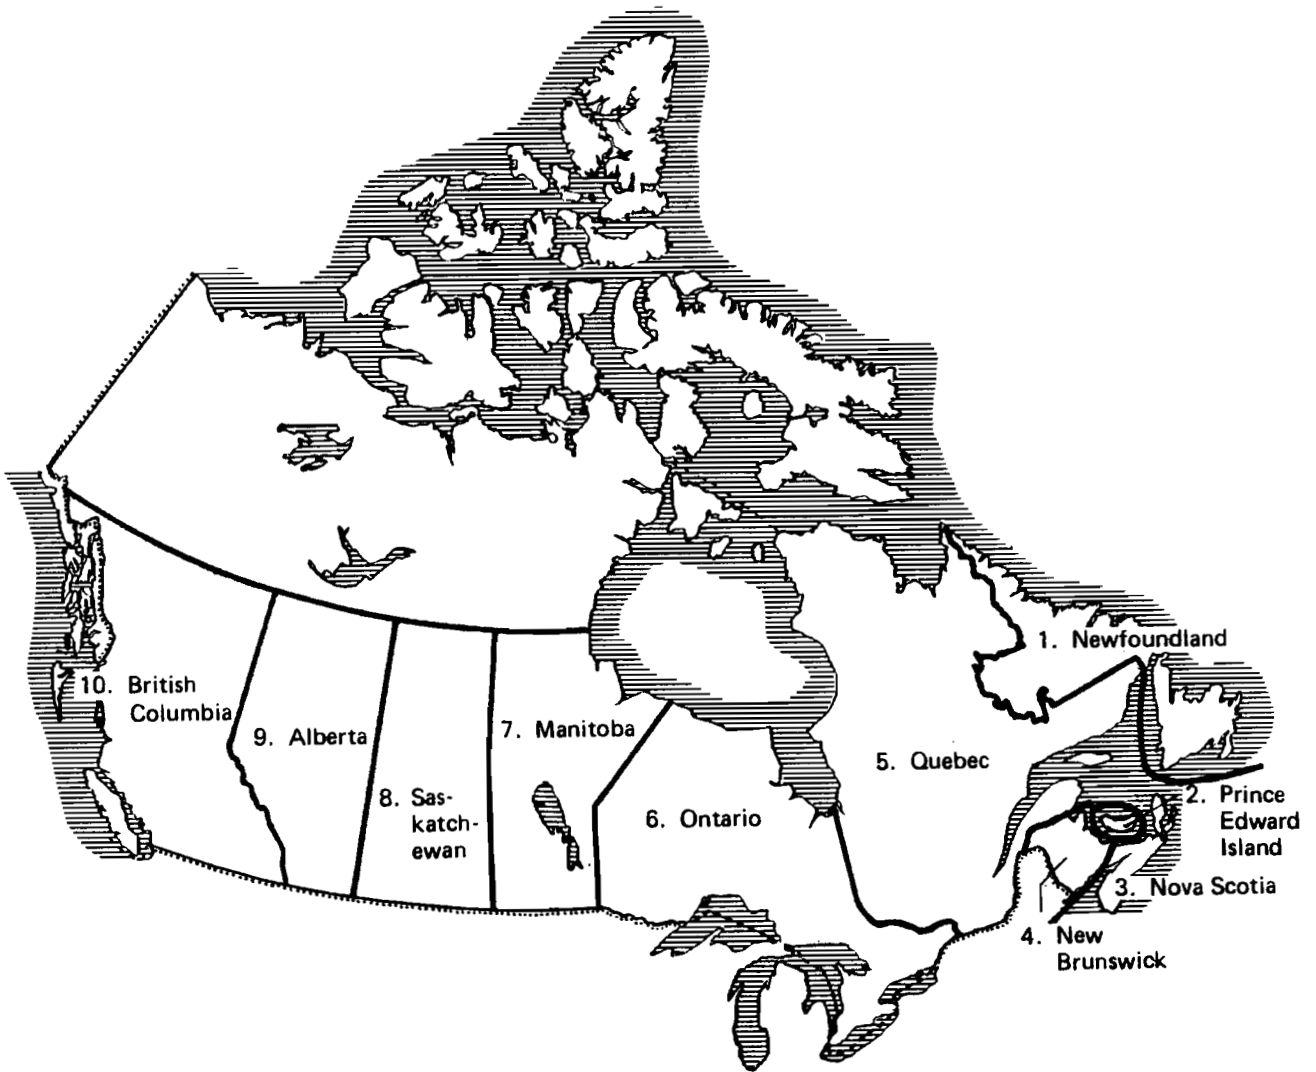 1. Newfoundland
10. British
Columbia
9. Alberta
7. Manitoba
5. Quebec
8. Sas-
katch-
ewan
6. Ontario
2. Prince
Edward
Island
3. Nova Scotia
4. New
Brunswick